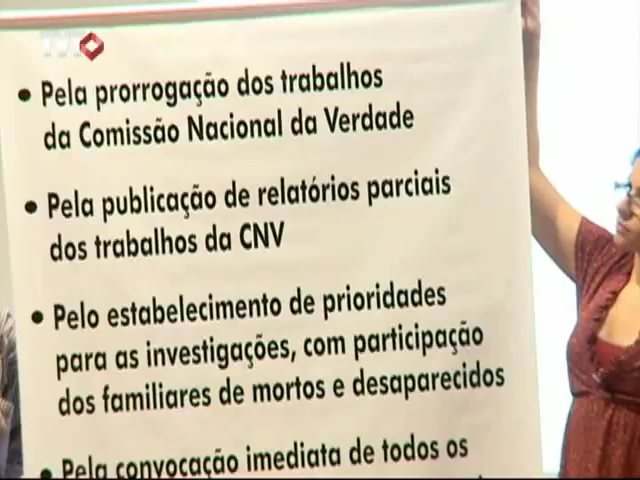 TVT
• Pela prorrogação dos trabalhos
da Comissão Nacional da Verdade
• Pela publicação de relatórios parciais
dos trabalhos da CNV
• Pelo estabelecimento de prioridades
para as investigações, com participação
dos familiares de mortos e desaparecidos
• Pela convocação imediata de todos os